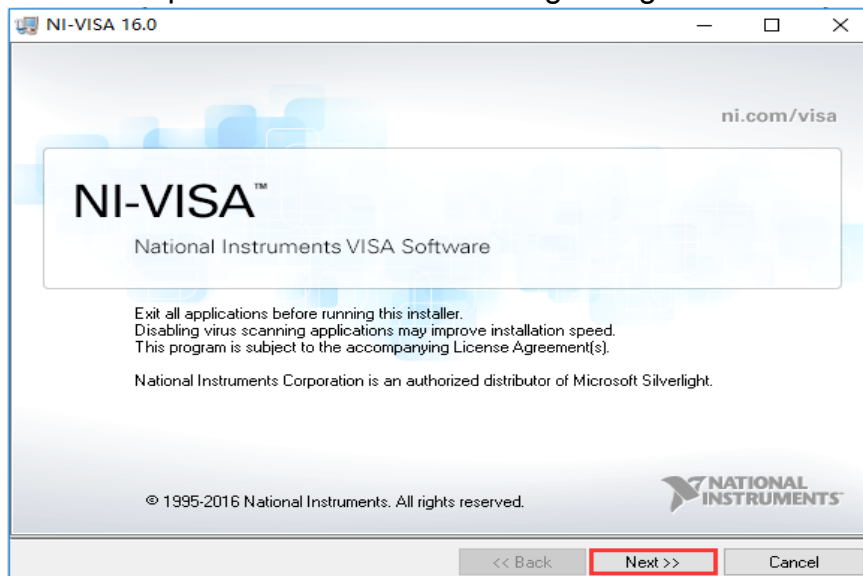 NI-VISA 16.0
ni.com/visa
NI-VISA™
National Instruments VISA Software
Exit all applications before running this installer.
Disabling virus scanning applications may improve installation speed.
This program is subject to the accompanying License Agreement(s).
National Instruments Corporation is an authorized distributor of Microsoft Silverlight.
© 1995-2016 National Instruments. All rights reserved.
NATIONAL
INSTRUMENTS™
<< Back Next >> Cancel